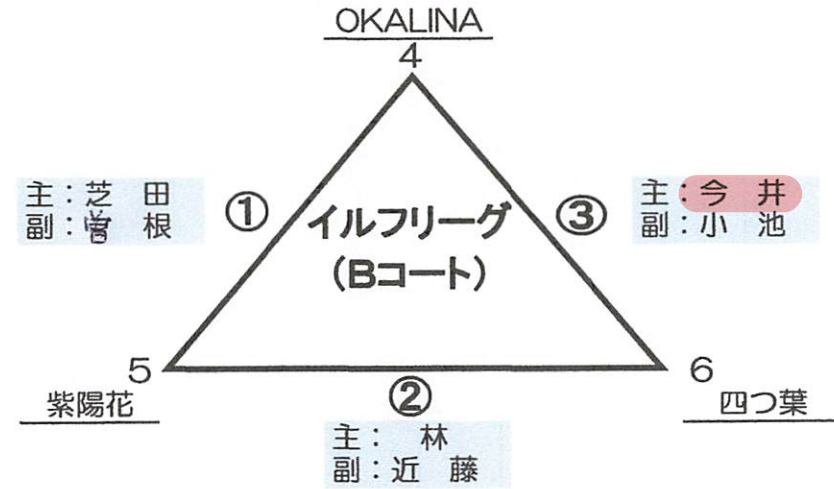 OKALINA
4
主：芝　田
副：曽　根
①
イルフリーグ
（Bコート）
③
主：今　井
副：小　池
5
紫陽花
②
6
四つ葉
主：　林
副：近　藤